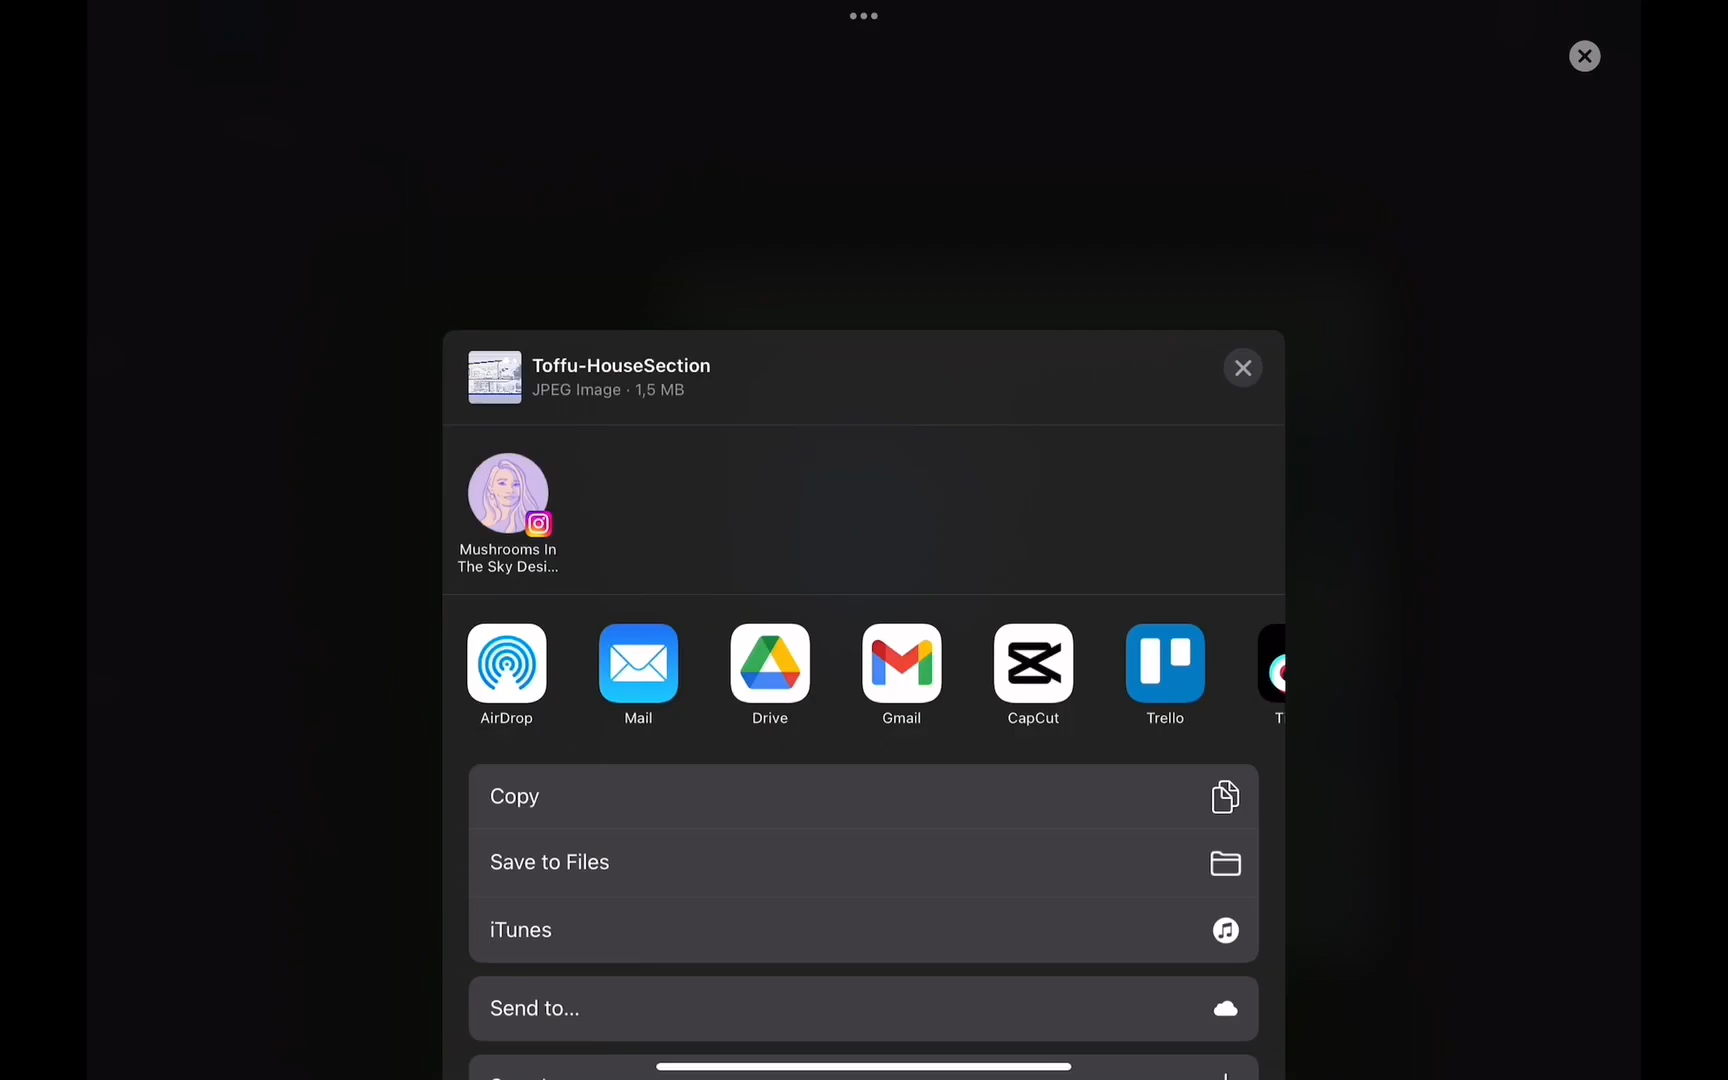 Toffu-HouseSection
JPEG Image · 1,5 MB
Mushrooms In
The Sky Desi...
AirDrop
Mail
Drive
Gmail
CapCut
Trello
Copy
Save to Files
iTunes
Send to...